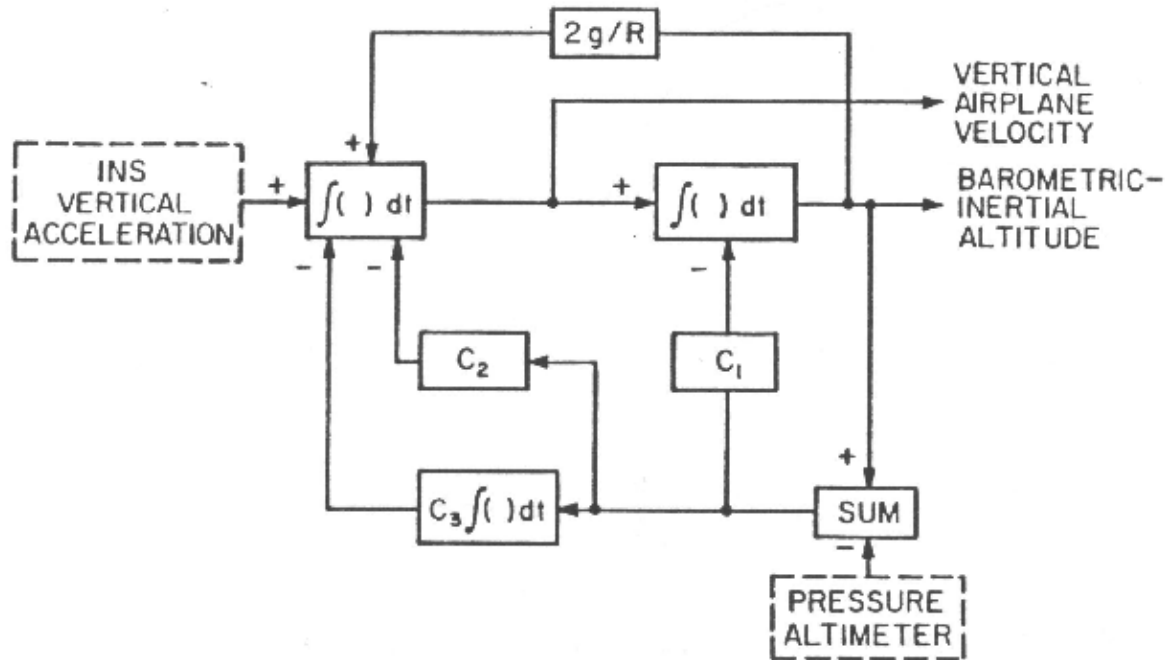 2g/R
VERTICAL
AIRPLANE
VELOCITY
INS
VERTICAL
ACCELERATION
+
+
∫( ) dt
+
∫( ) dt
BAROMETRIC-
INERTIAL
ALTITUDE
-
-
-
C₂
C₁
+
C₃∫( )dt
SUM
-
PRESSURE
ALTIMETER